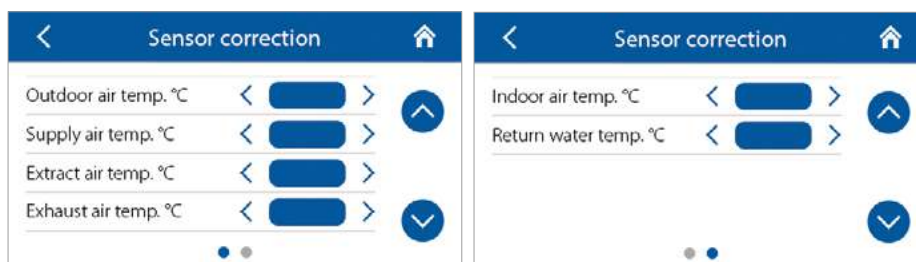 Sensor correction
Outdoor air temp. °C
Supply air temp. °C
Extract air temp. °C
Exhaust air temp. °C
Sensor correction
Indoor air temp. °C
Return water temp. °C